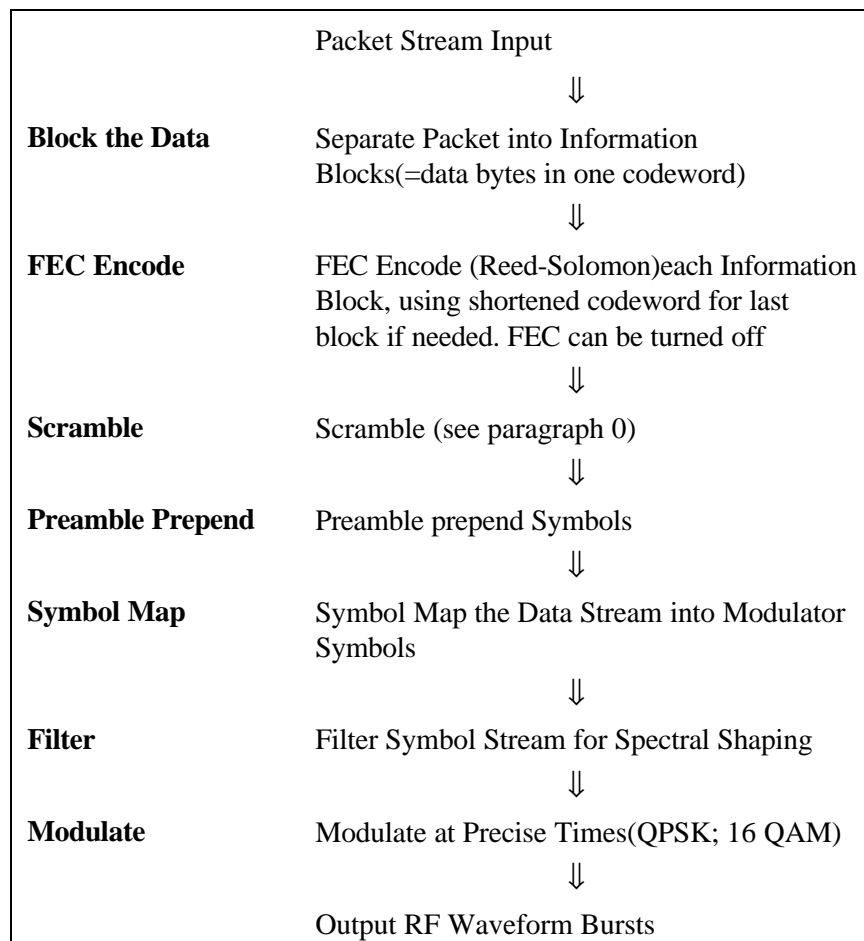 Packet Stream Input
⇓
Block the Data Separate Packet into Information
Blocks(=data bytes in one codeword)
⇓
FEC Encode FEC Encode (Reed-Solomon)each Information
Block, using shortened codeword for last
block if needed. FEC can be turned off
⇓
Scramble Scramble (see paragraph 0)
⇓
Preamble Prepend Preamble prepend Symbols
⇓
Symbol Map Symbol Map the Data Stream into Modulator
Symbols
⇓
Filter Filter Symbol Stream for Spectral Shaping
⇓
Modulate Modulate at Precise Times(QPSK; 16 QAM)
⇓
Output RF Waveform Bursts